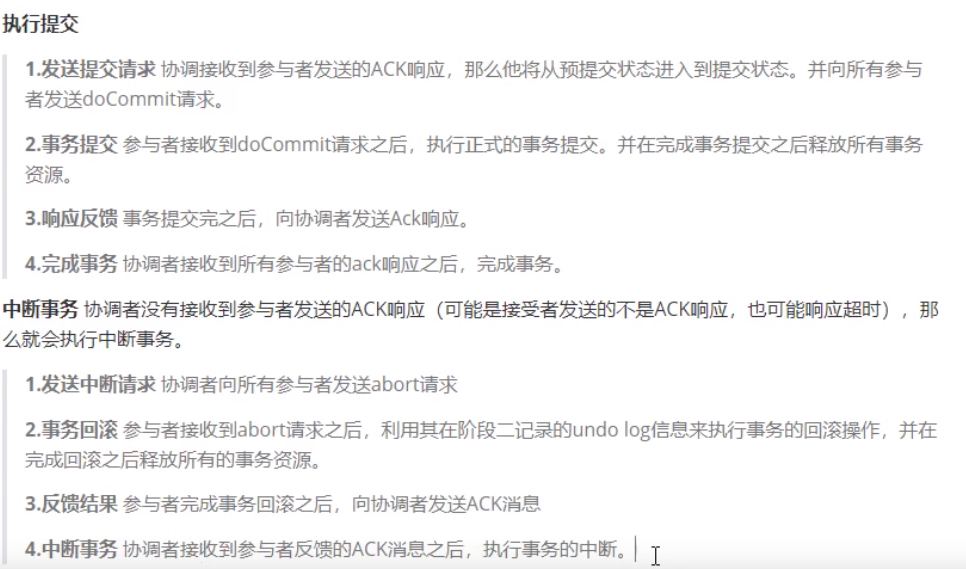 执行提交
1.发送提交请求 协调接收到参与者发送的ACK响应，那么他将从预提交状态进入到提交状态。并向所有参与
者发送doCommit请求。
2.事务提交 参与者接收到doCommit请求之后，执行正式的事务提交。并在完成事务提交之后释放所有事务
资源。
3.响应反馈 事务提交完之后，向协调者发送Ack响应。
4.完成事务 协调者接收到所有参与者的ack响应之后，完成事务。
中断事务 协调者没有接收到参与者发送的ACK响应（可能是接受者发送的不是ACK响应，也可能响应超时），那
么就会执行中断事务。
1.发送中断请求 协调者向所有参与者发送abort请求
2.事务回滚 参与者接收到abort请求之后，利用其在阶段二记录的undo log信息来执行事务的回滚操作，并在
完成回滚之后释放所有的事务资源。
3.反馈结果 参与者完成事务回滚之后，向协调者发送ACK消息
4.中断事务 协调者接收到参与者反馈的ACK消息之后，执行事务的中断。